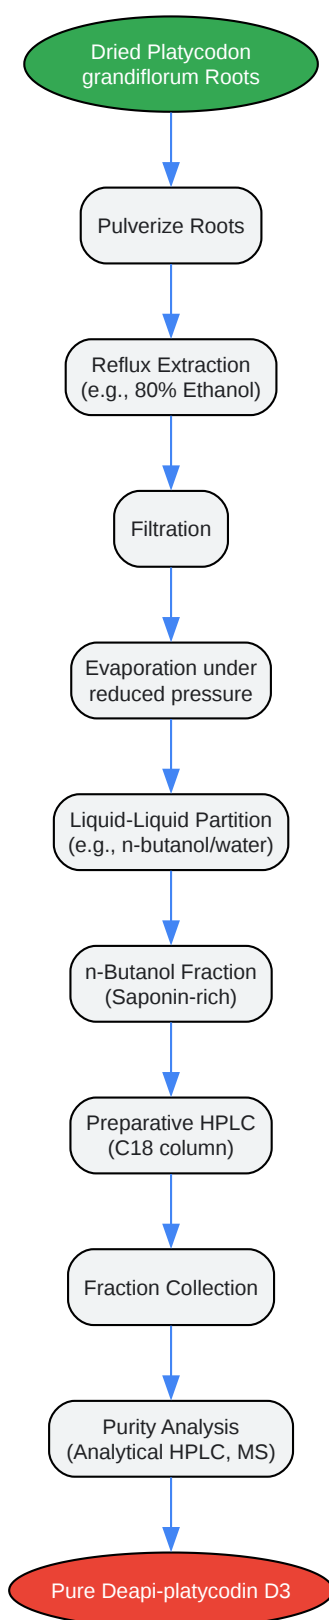 Dried Platycodon
grandiflorum Roots
Pulverize Roots
Reflux Extraction
(e.g., 80% Ethanol)
Filtration
Evaporation under
reduced pressure
Liquid-Liquid Partition
(e.g., n-butanol/water)
n-Butanol Fraction
(Saponin-rich)
Preparative HPLC
(C18 column)
Fraction Collection
Purity Analysis
(Analytical HPLC, MS)
Pure Deapi-platycodin D3